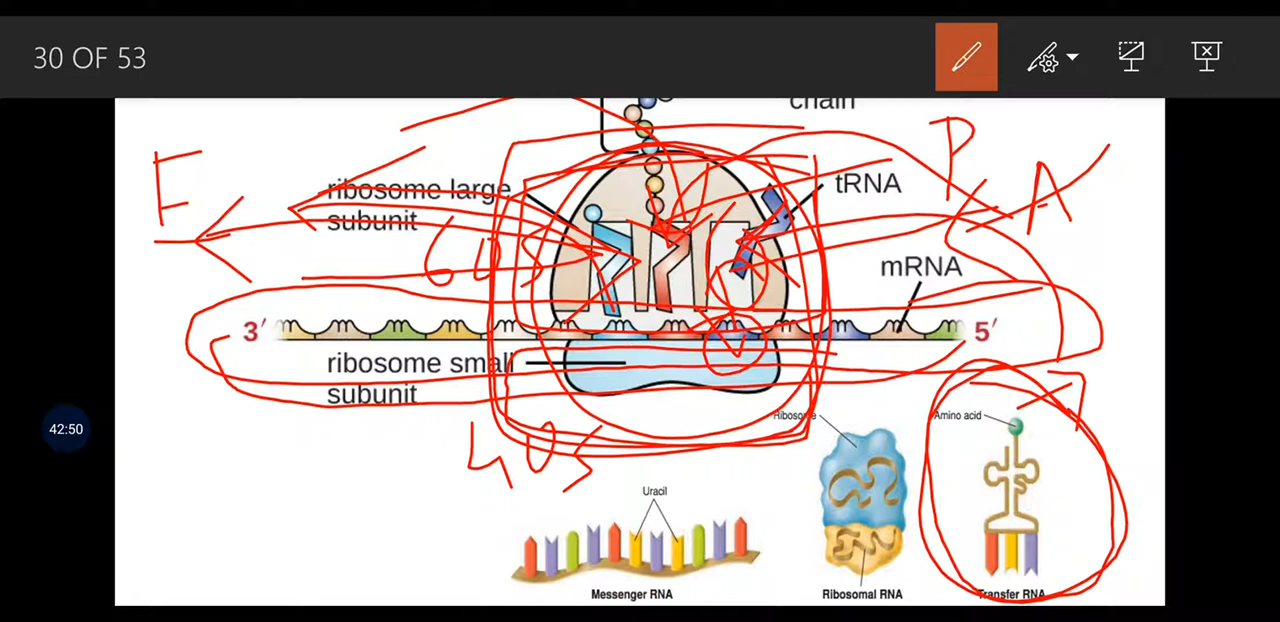 30 OF 53
chain
E
P
A
ribosome large
subunit
tRNA
60S
mRNA
3′
5′
ribosome small
subunit
42:50
40s
Ribosome
Amino acid
Uracil
Messenger RNA
Ribosomal RNA
Transfer RNA